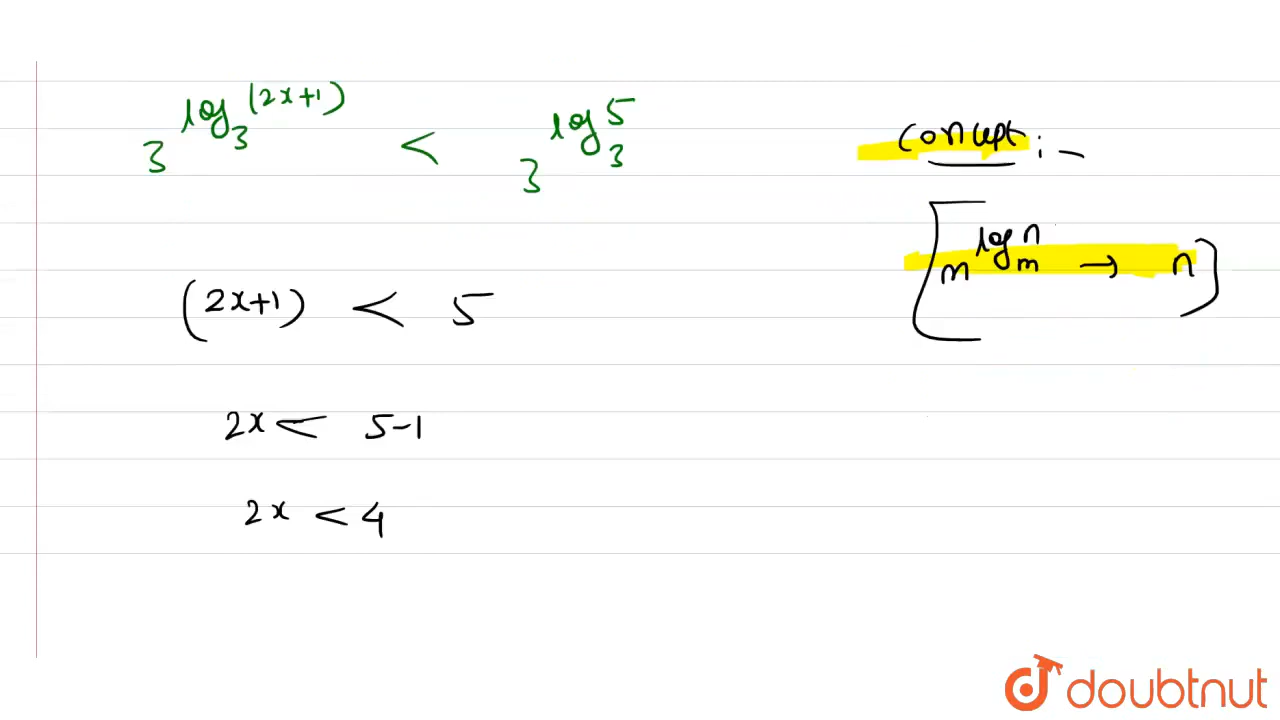 3^log_3(2x+1) < 3^log_3 5
Concept :-
[m^log_m n → n]
(2x+1) < 5
2x < 5-1
2x < 4
doubtnut